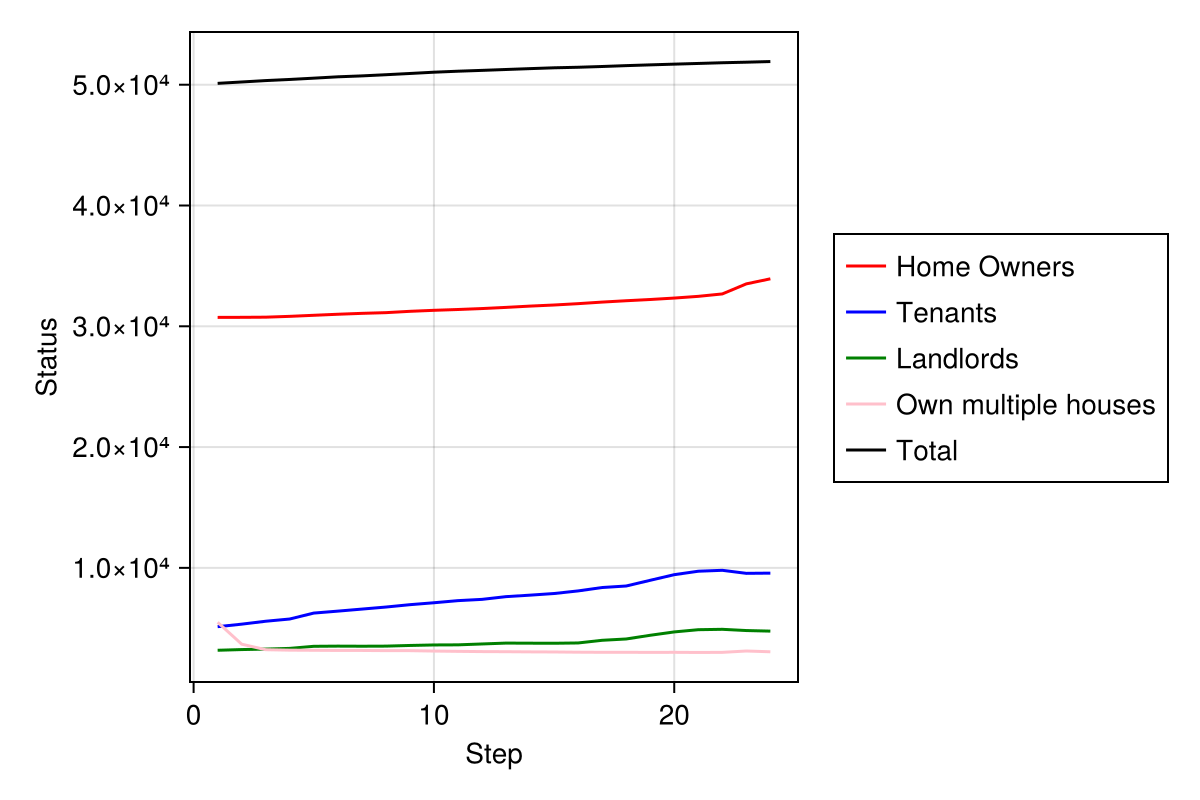 5.0×10⁴
4.0×10⁴
3.0×10⁴
2.0×10⁴
1.0×10⁴
Status
0
10
20
Step
Home Owners
Tenants
Landlords
Own multiple houses
Total